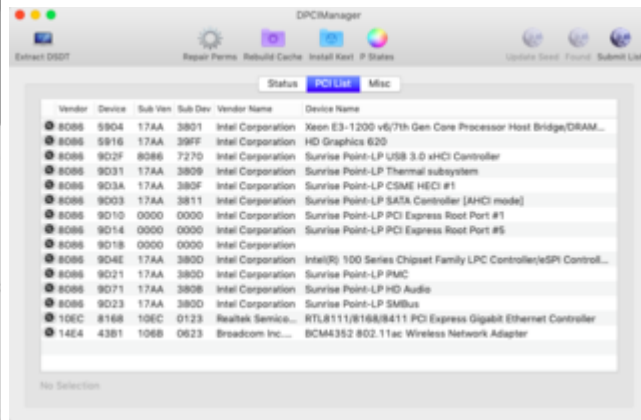 DPCIManager
Extract DSDT Repair Perms Rebuild Cache Install Kext P States Update Seed Found Submit List
Status PCI List Misc
Vendor Device Sub Ven Sub Dev Vendor Name Device Name
8086 5904 17AA 3801 Intel Corporation Xeon E3-1200 v6/7th Gen Core Processor Host Bridge/DRAM...
8086 5916 17AA 39FF Intel Corporation HD Graphics 620
8086 9D2F 8086 7270 Intel Corporation Sunrise Point-LP USB 3.0 xHCI Controller
8086 9D31 17AA 3809 Intel Corporation Sunrise Point-LP Thermal subsystem
8086 9D3A 17AA 380F Intel Corporation Sunrise Point-LP CSME HECI #1
8086 9D03 17AA 3811 Intel Corporation Sunrise Point-LP SATA Controller [AHCI mode]
8086 9D10 0000 0000 Intel Corporation Sunrise Point-LP PCI Express Root Port #1
8086 9D14 0000 0000 Intel Corporation Sunrise Point-LP PCI Express Root Port #5
8086 9D18 0000 0000 Intel Corporation
8086 9D4E 17AA 380D Intel Corporation Intel(R) 100 Series Chipset Family LPC Controller/eSPI Controll...
8086 9D21 17AA 380D Intel Corporation Sunrise Point-LP PMC
8086 9D71 17AA 380B Intel Corporation Sunrise Point-LP HD Audio
8086 9D23 17AA 380D Intel Corporation Sunrise Point-LP SMBus
10EC 8168 10EC 0123 Realtek Semico... RTL8111/8168/8411 PCI Express Gigabit Ethernet Controller
14E4 43B1 106B 0623 Broadcom Inc.... BCM4352 802.11ac Wireless Network Adapter
No Selection